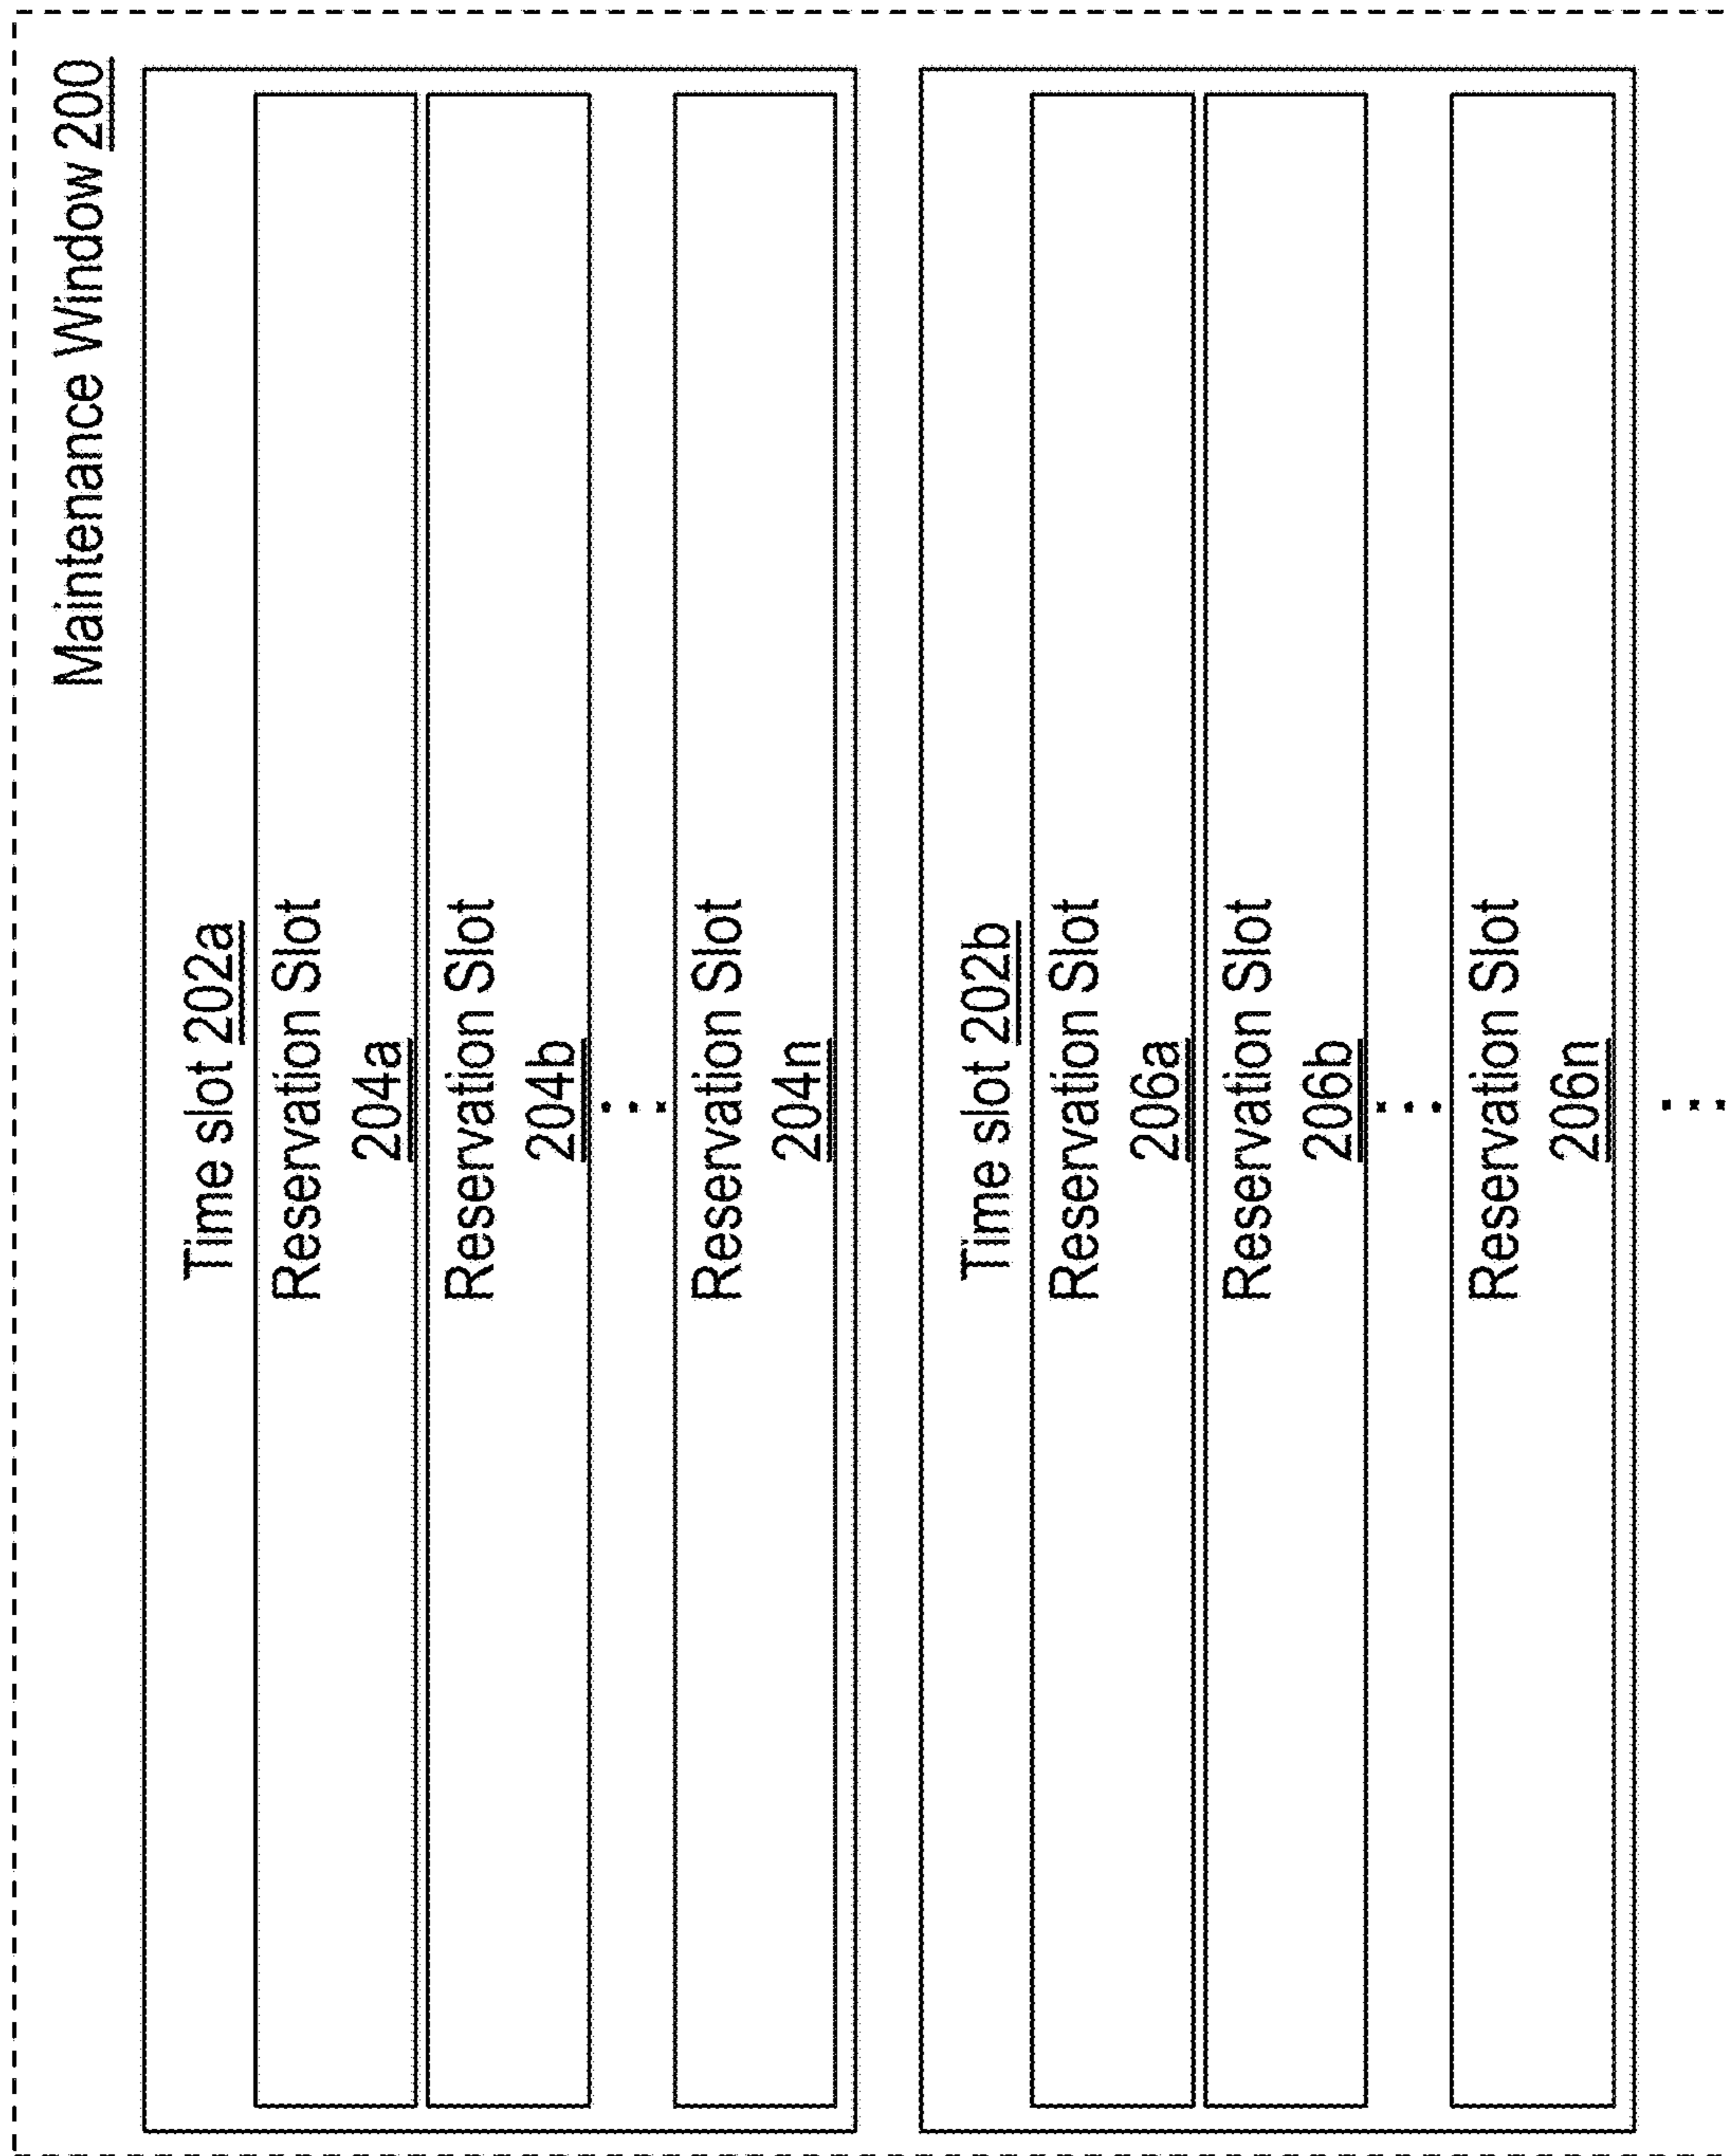 Maintenance Window 200
Time slot 202a
Reservation Slot
204a
Reservation Slot
204b
...
Reservation Slot
204n
Time slot 202b
Reservation Slot
206a
Reservation Slot
206b
...
Reservation Slot
206n
...